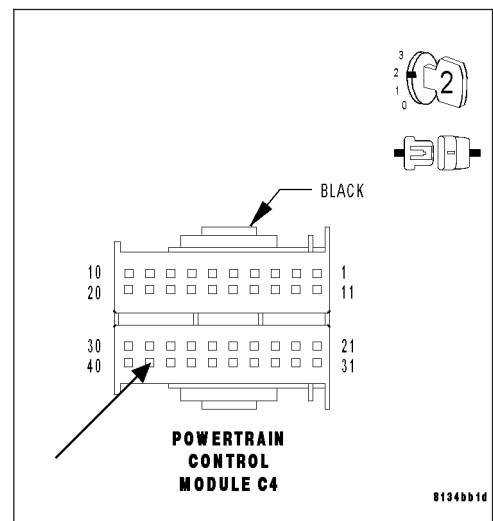 3
2
1
0
2
BLACK
10 1
20 11
30 21
40 31
POWERTRAIN
CONTROL
MODULE C4
8134bb1d